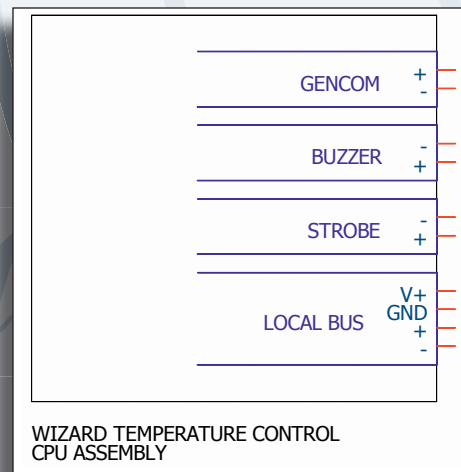 GENCOM +
-
BUZZER -
+
STROBE -
+
V+
GND
LOCAL BUS +
-
WIZARD TEMPERATURE CONTROL
CPU ASSEMBLY